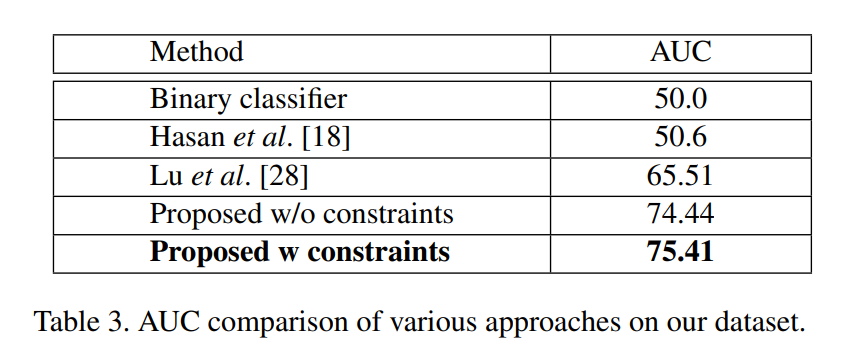 Method AUC
Binary classifier 50.0
Hasan et al. [18] 50.6
Lu et al. [28] 65.51
Proposed w/o constraints 74.44
Proposed w constraints 75.41
Table 3. AUC comparison of various approaches on our dataset.